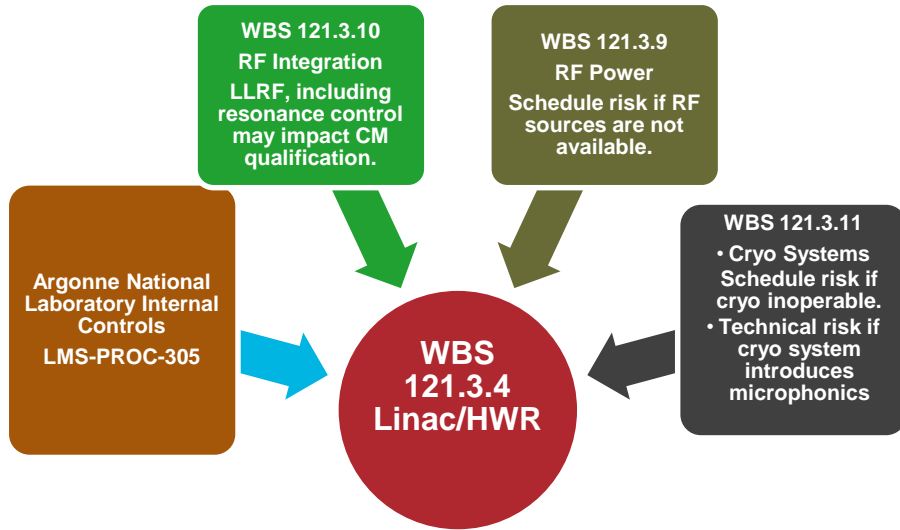 WBS 121.3.10
RF Integration
LLRF, including
resonance control
may impact CM
qualification.
WBS 121.3.9
RF Power
Schedule risk if RF
sources are not
available.
Argonne National
Laboratory Internal
Controls
LMS-PROC-305
WBS 121.3.11
• Cryo Systems
Schedule risk if
cryo inoperable.
• Technical risk if
cryo system
introduces
microphonics
WBS
121.3.4
Linac/HWR